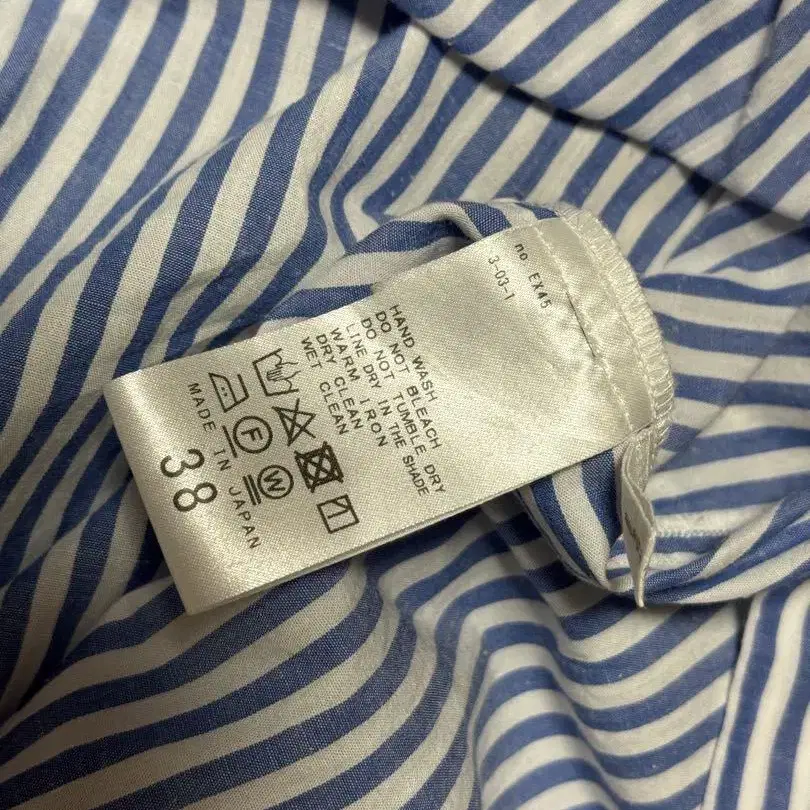 no. EX45
3-03-1
HAND WASH
DO NOT BLEACH
DO NOT TUMBLE DRY
LINE DRY IN THE SHADE
WARM IRON
DRY CLEAN
WET CLEAN
F
W
MADE IN JAPAN
38